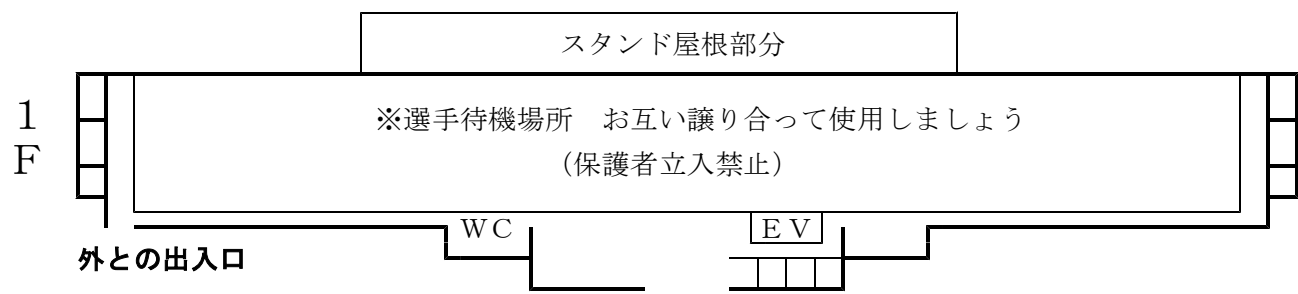 スタンド屋根部分
1F
※選手待機場所　お互い譲り合って使用しましょう
（保護者立入禁止）
WC
EV
外との出入口